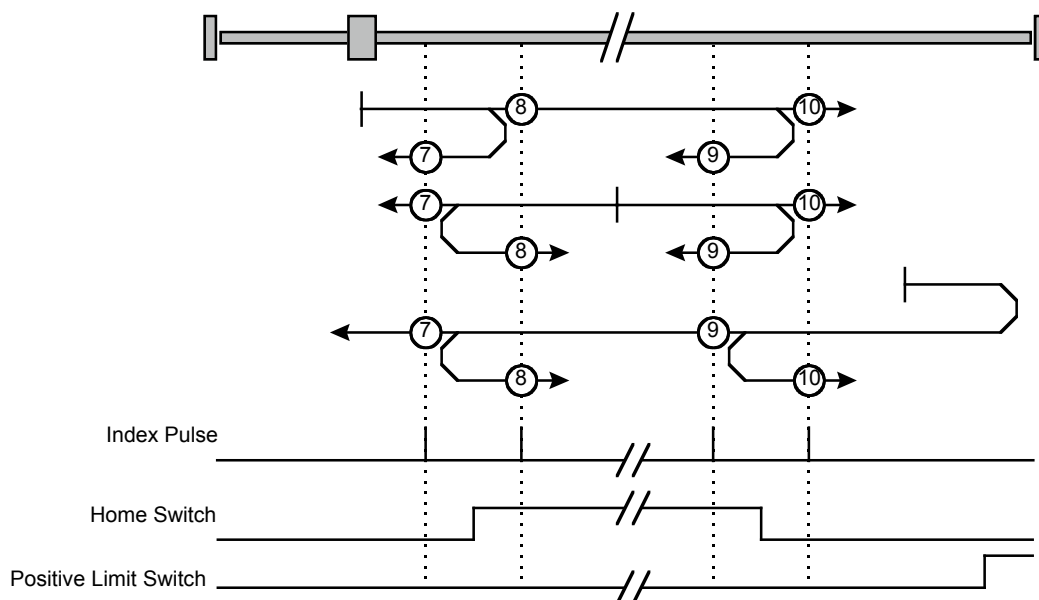 8 10
7 9
7 10
8 9
7 9
8 10
Index Pulse
Home Switch
Positive Limit Switch